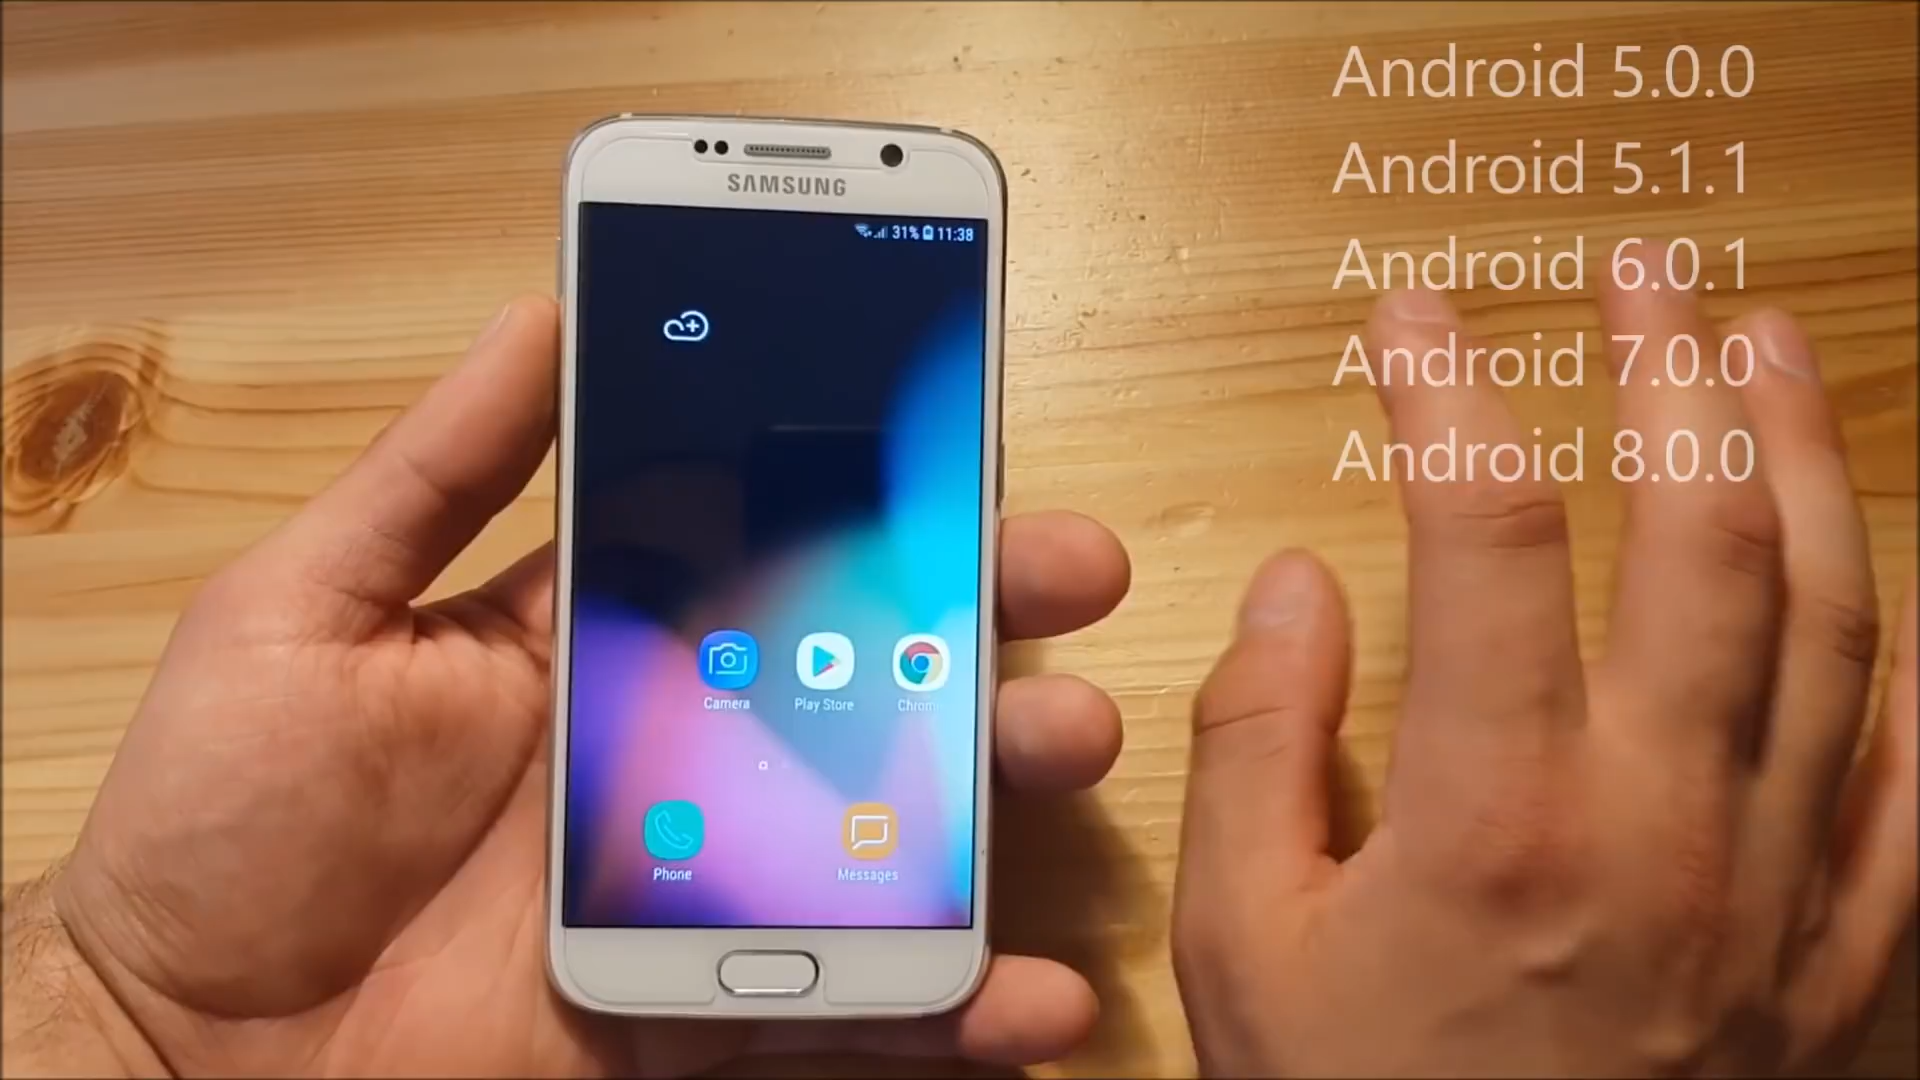 Android 5.0.0
Android 5.1.1
Android 6.0.1
Android 7.0.0
Android 8.0.0
SAMSUNG
31% 11:38
Camera Play Store Chrom
Phone Messages